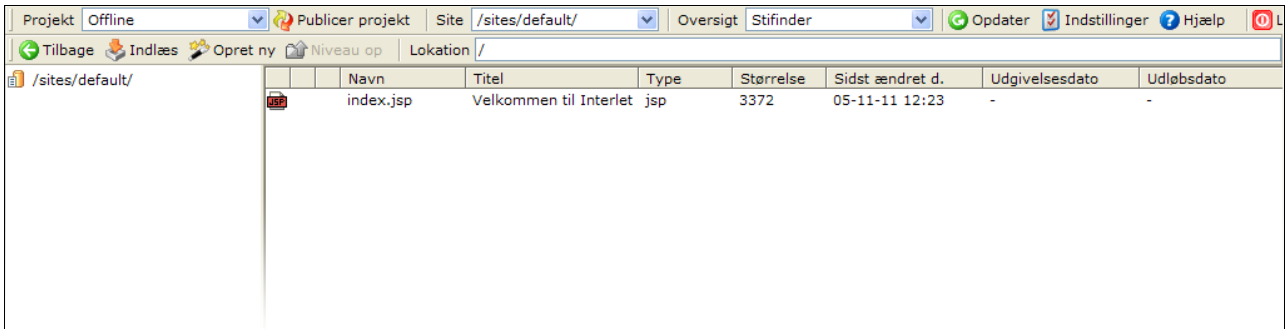 Projekt Offline Publicer projekt Site /sites/default/ Oversigt Stifinder Opdater Indstillinger Hjælp L
Tilbage Indlæs Opret ny Niveau op Lokation /
/sites/default/ Navn Titel Type Størrelse Sidst ændret d. Udgivelsesdato Udløbsdato
JSP index.jsp Velkommen til Interlet jsp 3372 05-11-11 12:23 - -